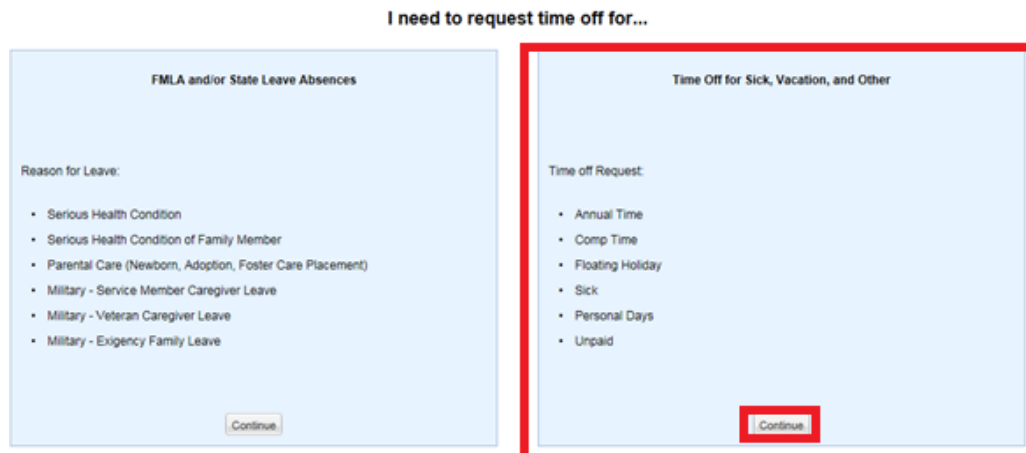 I need to request time off for...
FMLA and/or State Leave Absences
Reason for Leave:
• Serious Health Condition
• Serious Health Condition of Family Member
• Parental Care (Newborn, Adoption, Foster Care Placement)
• Military - Service Member Caregiver Leave
• Military - Veteran Caregiver Leave
• Military - Exigency Family Leave
Continue
Time Off for Sick, Vacation, and Other
Time off Request:
• Annual Time
• Comp Time
• Floating Holiday
• Sick
• Personal Days
• Unpaid
Continue